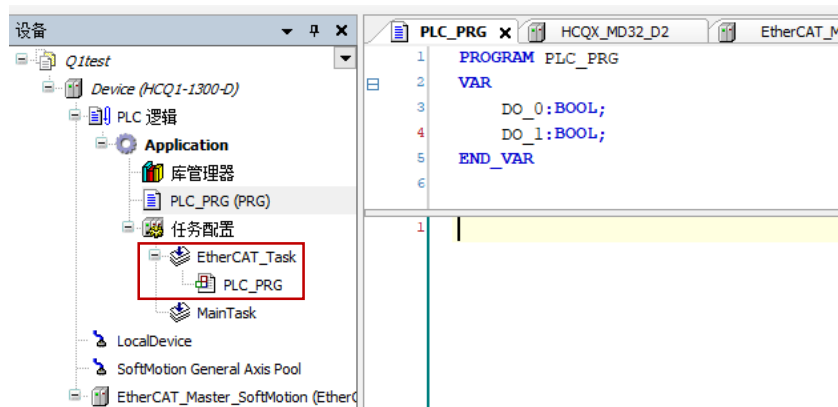 设备
Q1test
Device (HCQ1-1300-D)
PLC 逻辑
Application
库管理器
PLC_PRG (PRG)
任务配置
EtherCAT_Task
PLC_PRG
MainTask
LocalDevice
SoftMotion General Axis Pool
EtherCAT_Master_SoftMotion (Ether
PLC_PRG HCQX_MD32_D2 EtherCAT_M
1 PROGRAM PLC_PRG
2 VAR
3 DO_0:BOOL;
4 DO_1:BOOL;
5 END_VAR
6
1